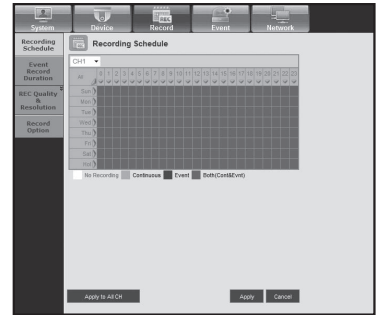 System Device Record Event Network
REC
Recording
Schedule
Event
Record
Duration
REC Quality
&
Resolution
Record
Option
Recording Schedule
CH1
All 0 1 2 3 4 5 6 7 8 9 10 11 12 13 14 15 16 17 18 19 20 21 22 23
Sun
Mon
Tue
Wed
Thu
Fri
Sat
Hol
No Recording Continuous Event Both(Cont&Evnt)
Apply to All CH Apply Cancel